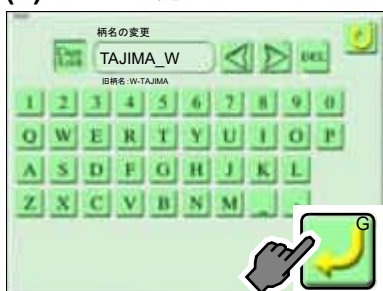 柄名の変更
Caps Lock
TAJIMA_W
DEL
旧柄名:W-TAJIMA
1 2 3 4 5 6 7 8 9 0
Q W E R T Y U I O P
A S D F G H J K L
Z X C V B N M _
G